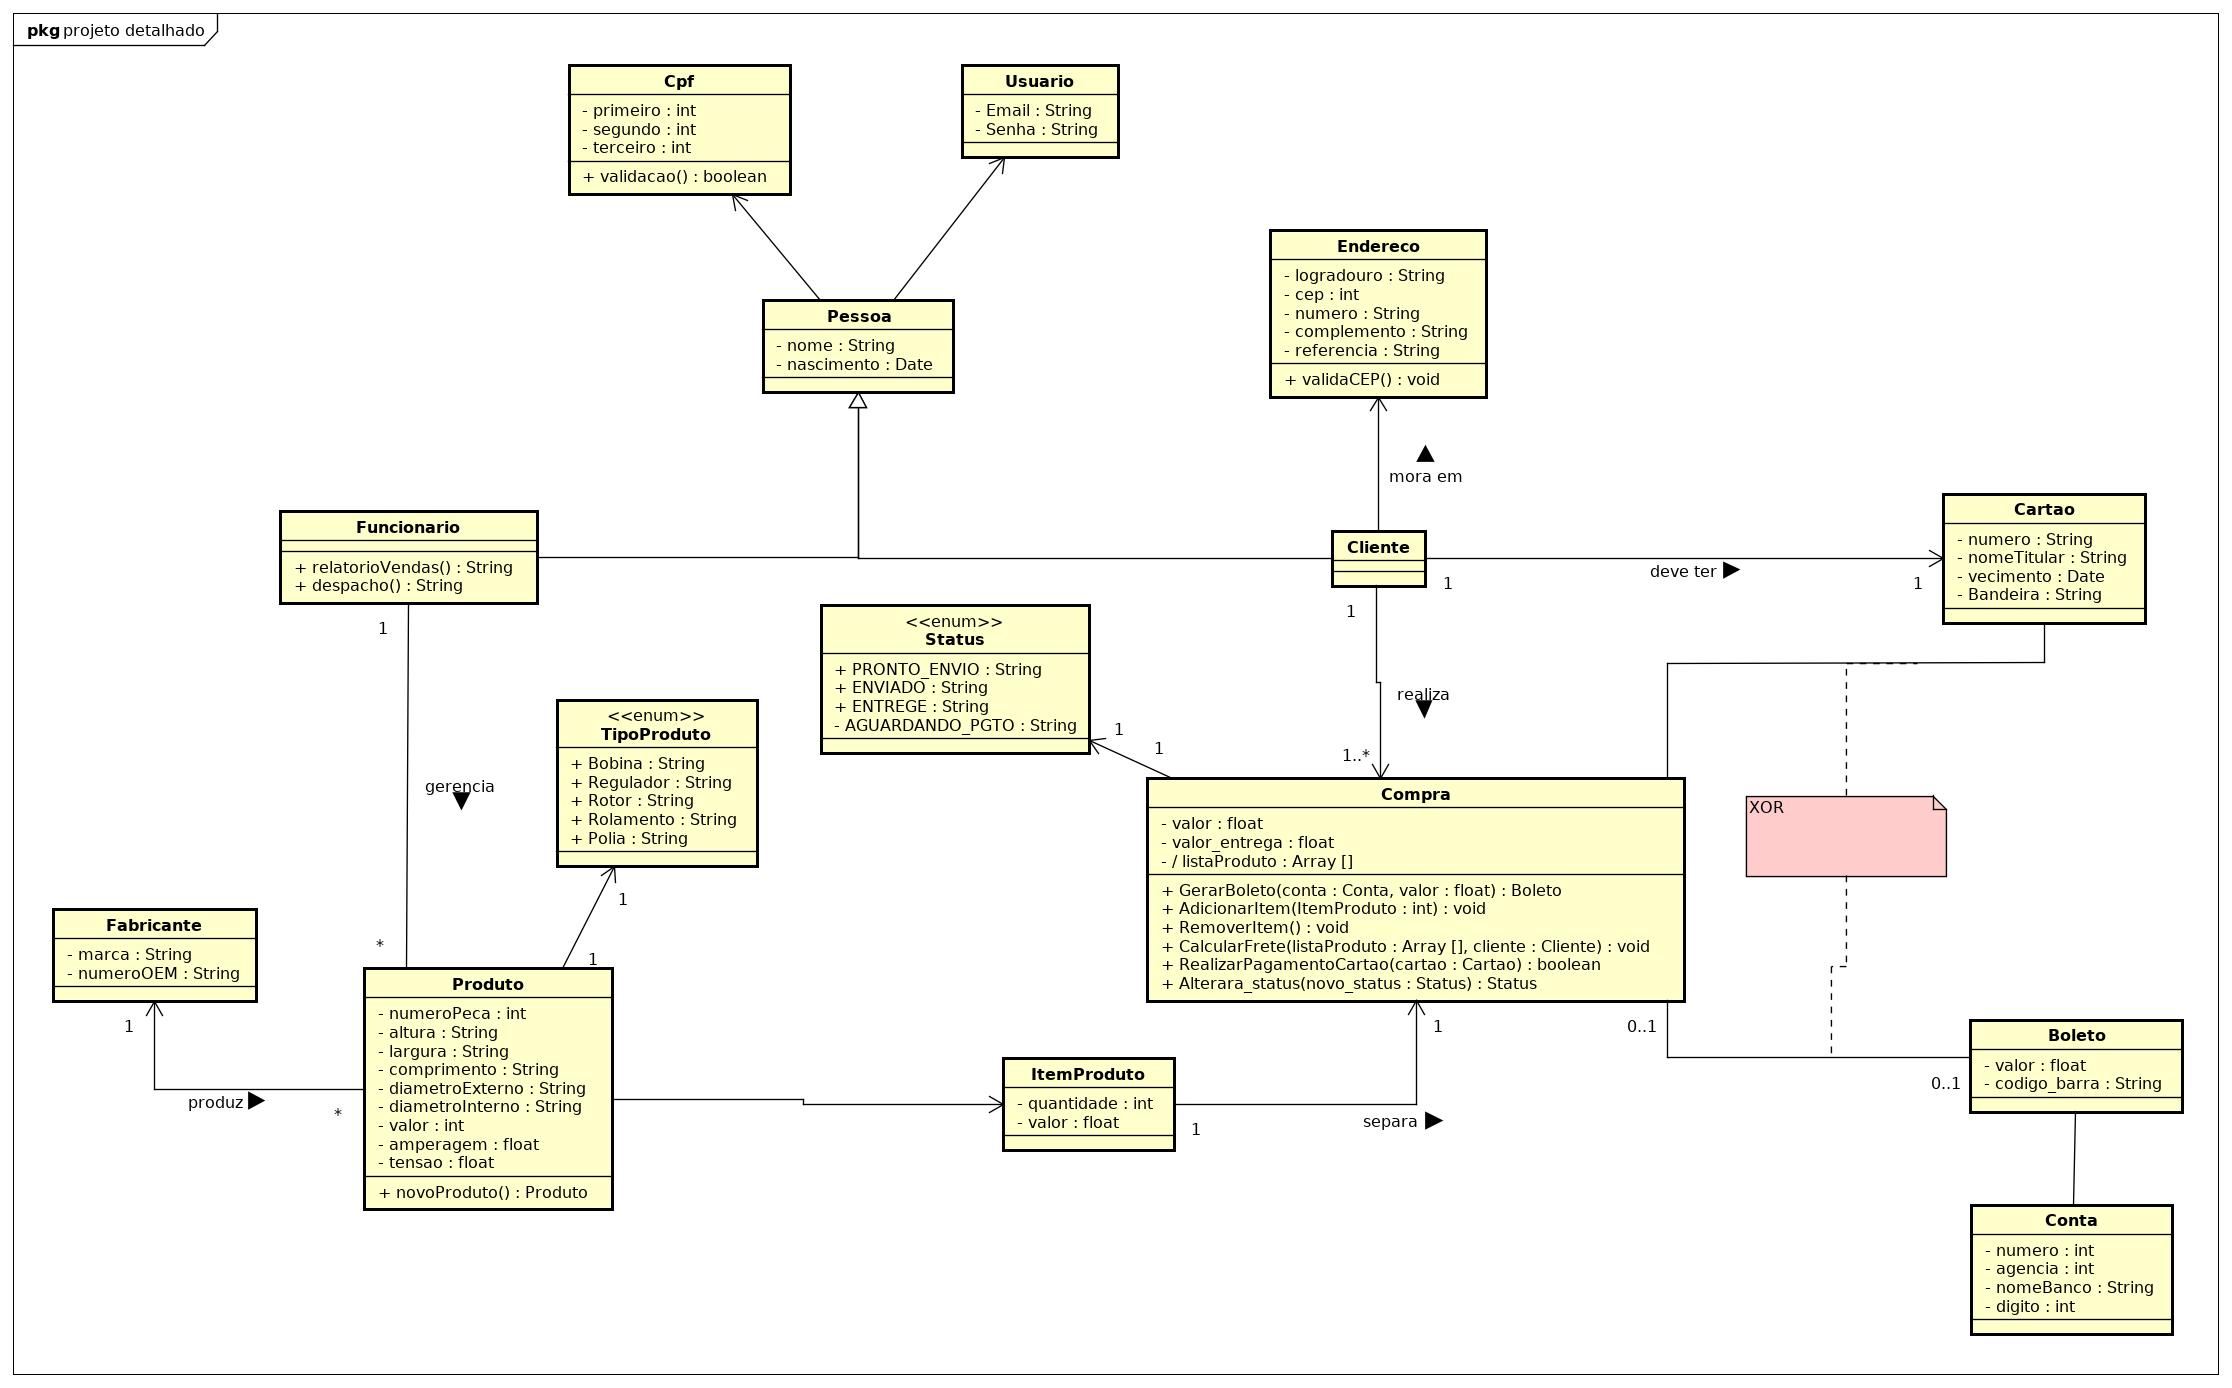 pkg projeto detalhado
Cpf
- primeiro : int
- segundo : int
- terceiro : int
+ validacao() : boolean
Usuario
- Email : String
- Senha : String
Endereco
- logradouro : String
- cep : int
- numero : String
- complemento : String
- referencia : String
+ validaCEP() : void
Pessoa
- nome : String
- nascimento : Date
mora em
Funcionario
+ relatorioVendas() : String
+ despacho() : String
Cliente
Cartao
- numero : String
- nomeTitular : String
- vecimento : Date
- Bandeira : String
deve ter
1
1
1
1
<<enum>>
Status
+ PRONTO_ENVIO : String
+ ENVIADO : String
+ ENTREGE : String
- AGUARDANDO_PGTO : String
1
1
realiza
1..*
<<enum>>
TipoProduto
+ Bobina : String
+ Regulador : String
+ Rotor : String
+ Rolamento : String
+ Polia : String
1
1
gerencia
*
Compra
- valor : float
- valor_entrega : float
- / listaProduto : Array []
+ GerarBoleto(conta : Conta, valor : float) : Boleto
+ AdicionarItem(ItemProduto : int) : void
+ RemoverItem() : void
+ CalcularFrete(listaProduto : Array [], cliente : Cliente) : void
+ RealizarPagamentoCartao(cartao : Cartao) : boolean
+ Alterara_status(novo_status : Status) : Status
XOR
Fabricante
- marca : String
- numeroOEM : String
1
produz
*
Produto
- numeroPeca : int
- altura : String
- largura : String
- comprimento : String
- diametroExterno : String
- diametroInterno : String
- valor : int
- amperagem : float
- tensao : float
+ novoProduto() : Produto
ItemProduto
- quantidade : int
- valor : float
1
separa
1
0..1
0..1
Boleto
- valor : float
- codigo_barra : String
Conta
- numero : int
- agencia : int
- nomeBanco : String
- digito : int